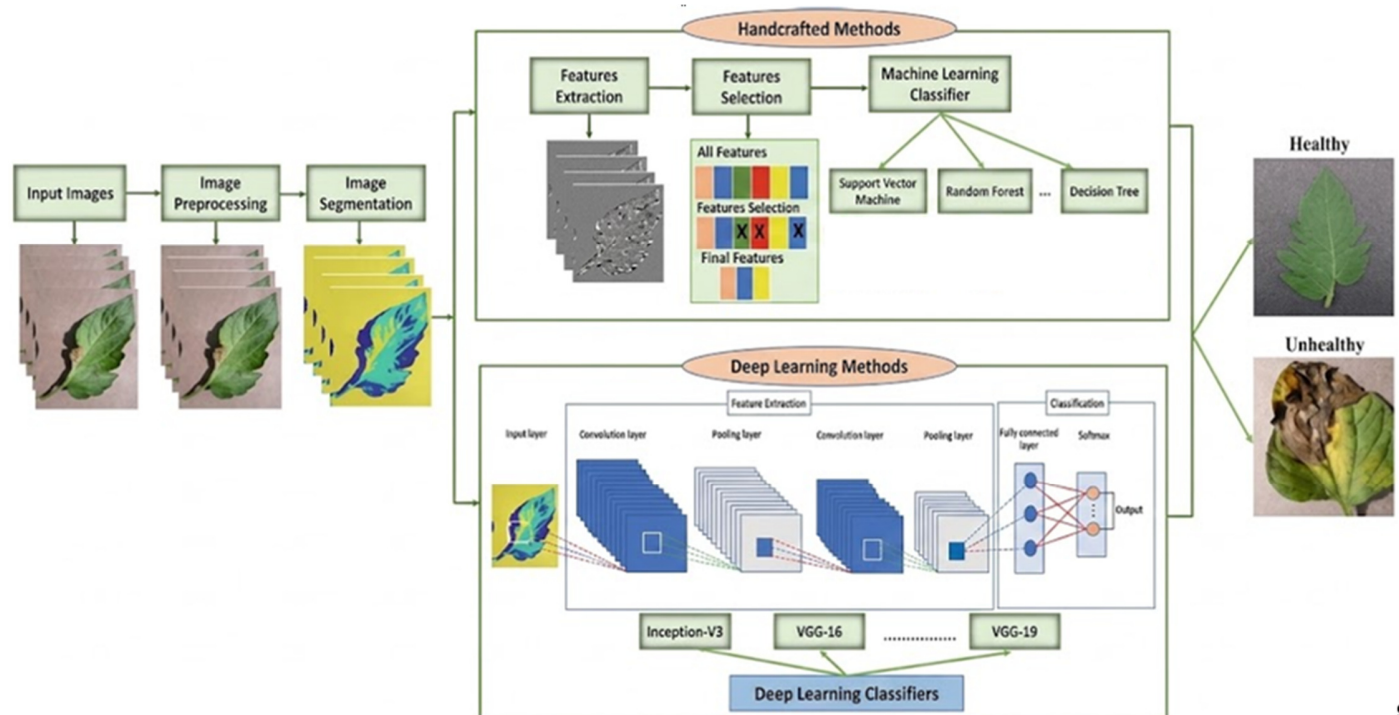 Handcrafted Methods
Features
Extraction
Features
Selection
Machine Learning
Classifier
Input Images
Image
Preprocessing
Image
Segmentation
All Features
Features Selection
X X X
Final Features
Support Vector
Machine
Random Forest
...
Decision Tree
Healthy
Unhealthy
Deep Learning Methods
Feature Extraction
Classification
Input layer
Convolution layer
Pooling layer
Convolution layer
Pooling layer
Fully connected
layer
Softmax
Output
Inception-V3
VGG-16
................
VGG-19
Deep Learning Classifiers